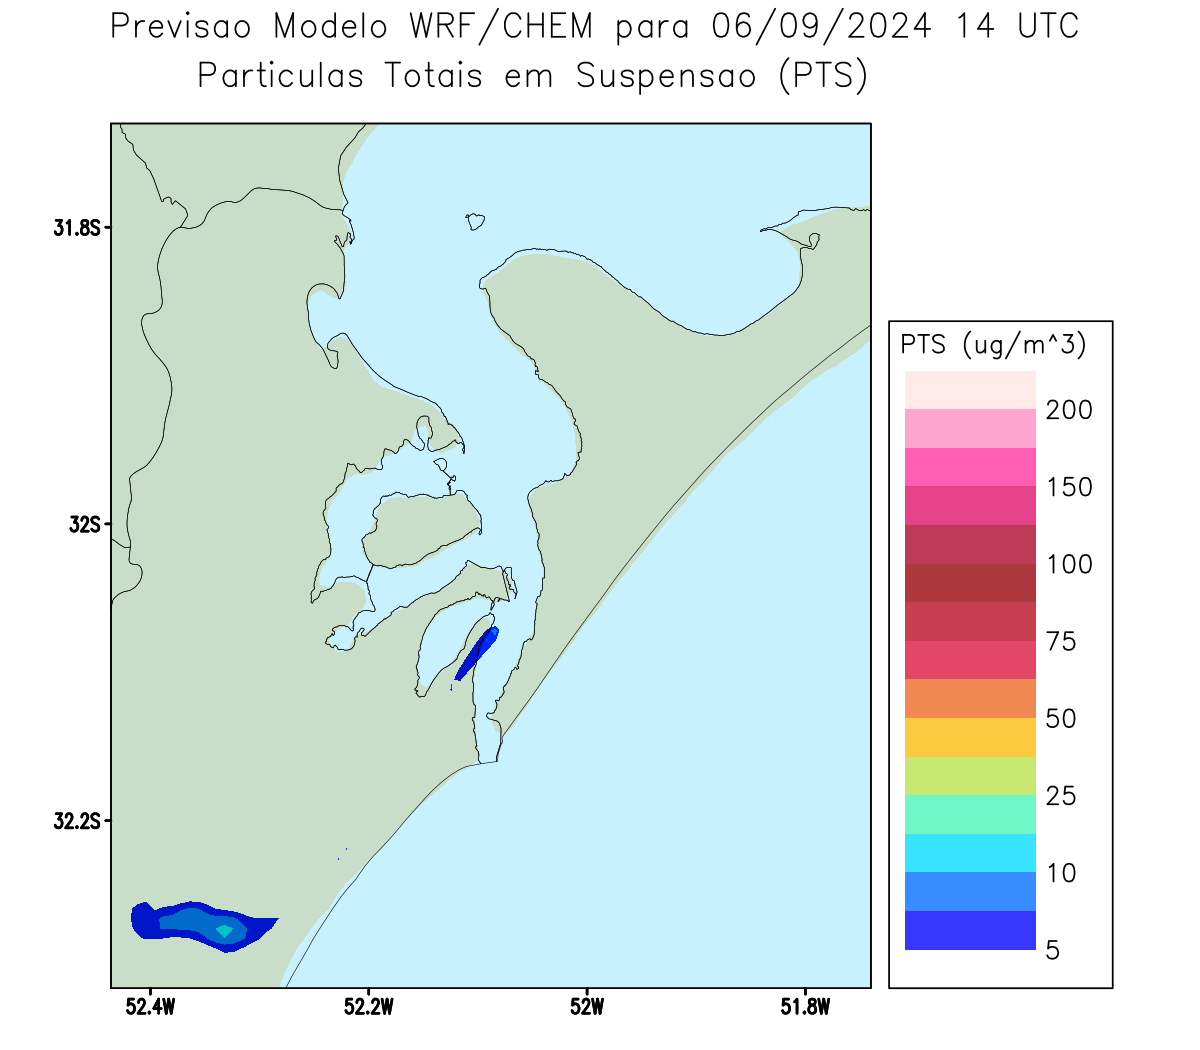 Previsao Modelo WRF/CHEM para 06/09/2024 14 UTC
Particulas Totais em Suspensao (PTS)
31.8S
32S
32.2S
52.4W
52.2W
52W
51.8W
PTS (ug/m^3)
200
150
100
75
50
25
10
5